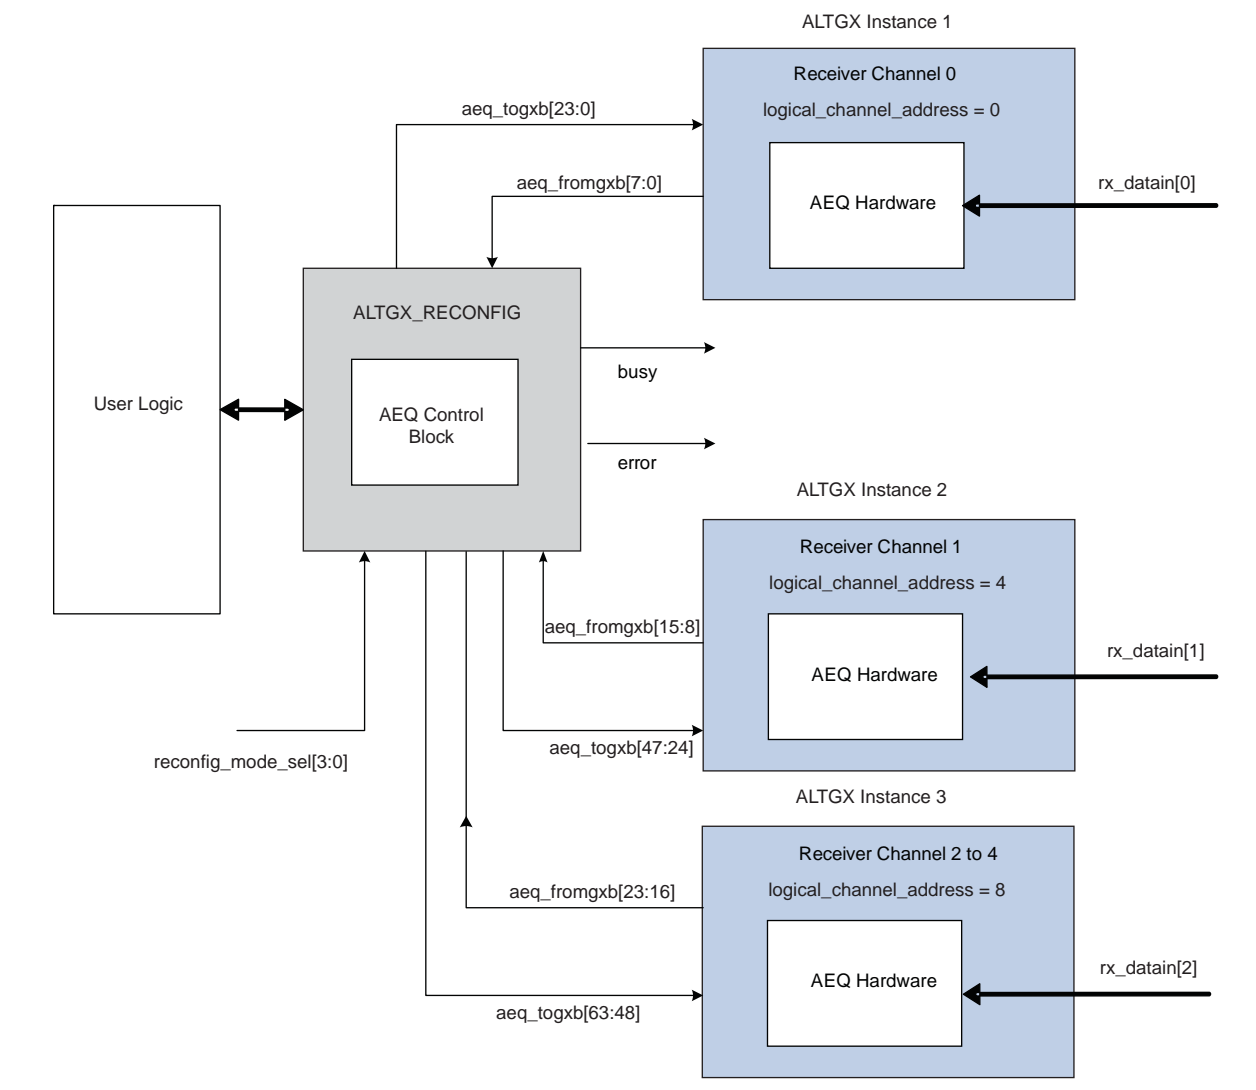 ALTGX Instance 1
Receiver Channel 0
logical_channel_address = 0
aeq_togxb[23:0]
aeq_fromgxb[7:0]
AEQ Hardware
rx_datain[0]
ALTGX_RECONFIG
busy
User Logic
AEQ Control
Block
error
ALTGX Instance 2
Receiver Channel 1
logical_channel_address = 4
aeq_fromgxb[15:8]
AEQ Hardware
rx_datain[1]
aeq_togxb[47:24]
reconfig_mode_sel[3:0]
ALTGX Instance 3
Receiver Channel 2 to 4
logical_channel_address = 8
aeq_fromgxb[23:16]
AEQ Hardware
rx_datain[2]
aeq_togxb[63:48]